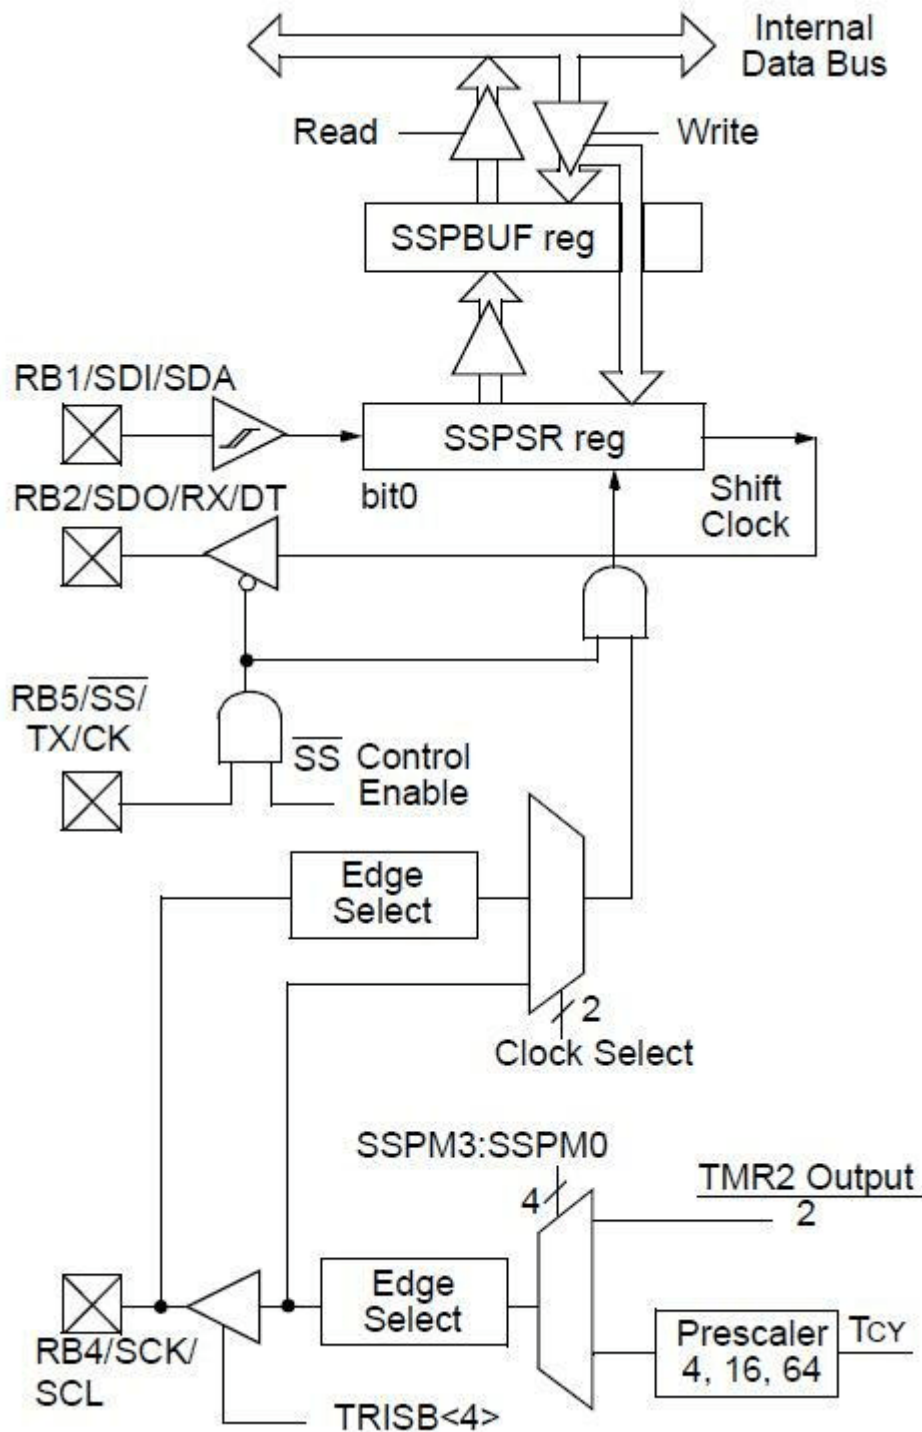 Internal
Data Bus
Read
Write
SSPBUF reg
RB1/SDI/SDA
SSPSR reg
RB2/SDO/RX/DT
bit0
Shift
Clock
RB5/S̅S̅/
TX/CK
S̅S̅ Control
Enable
Edge
Select
2
Clock Select
SSPM3:SSPM0
4
TMR2 Output
2
Edge
Select
Prescaler
4, 16, 64
TCY
RB4/SCK/
SCL
TRISB<4>